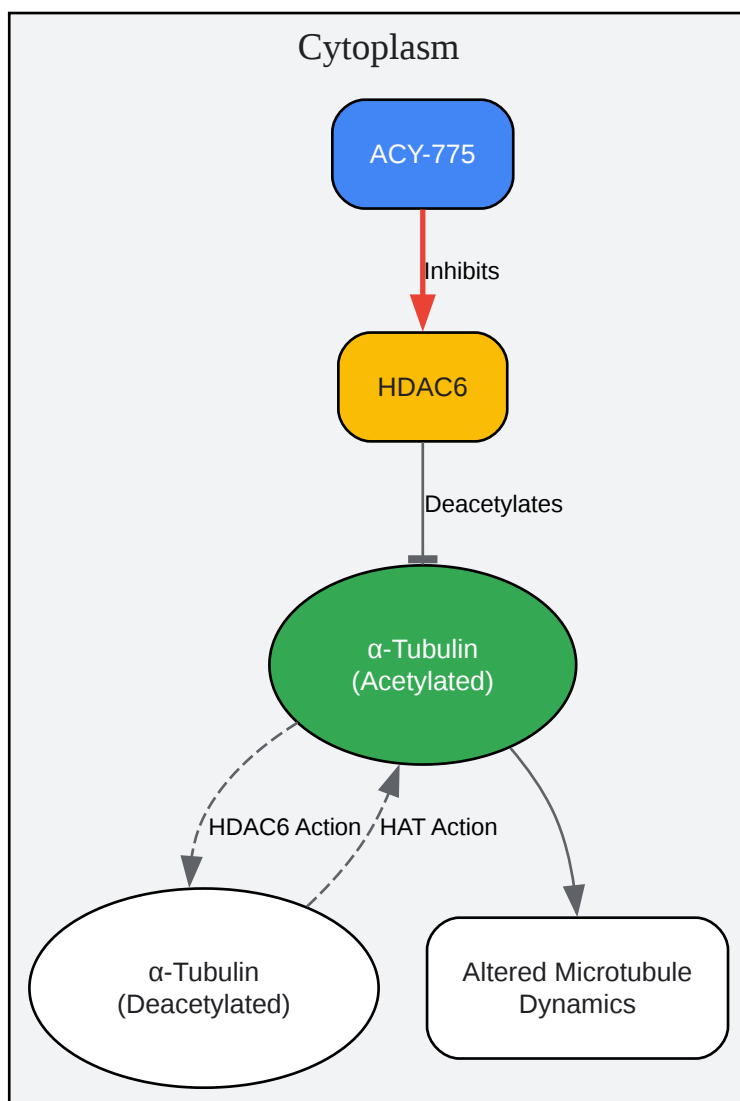 Cytoplasm
ACY-775
Inhibits
HDAC6
Deacetylates
α-Tubulin
(Acetylated)
HDAC6 Action
HAT Action
α-Tubulin
(Deacetylated)
Altered Microtubule
Dynamics